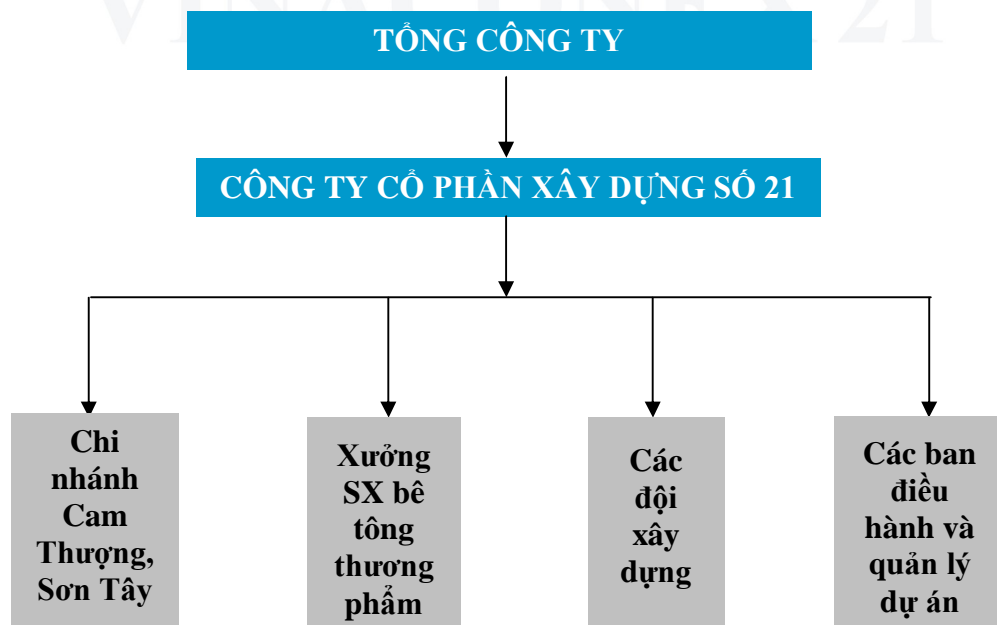 TỔNG CÔNG TY
CÔNG TY CỔ PHẦN XÂY DỰNG SỐ 21
Chi
nhánh
Cam
Thượng,
Sơn Tây
Xưởng
SX bê
tông
thương
phẩm
Các
đội
xây
dựng
Các ban
điều
hành và
quản lý
dự án